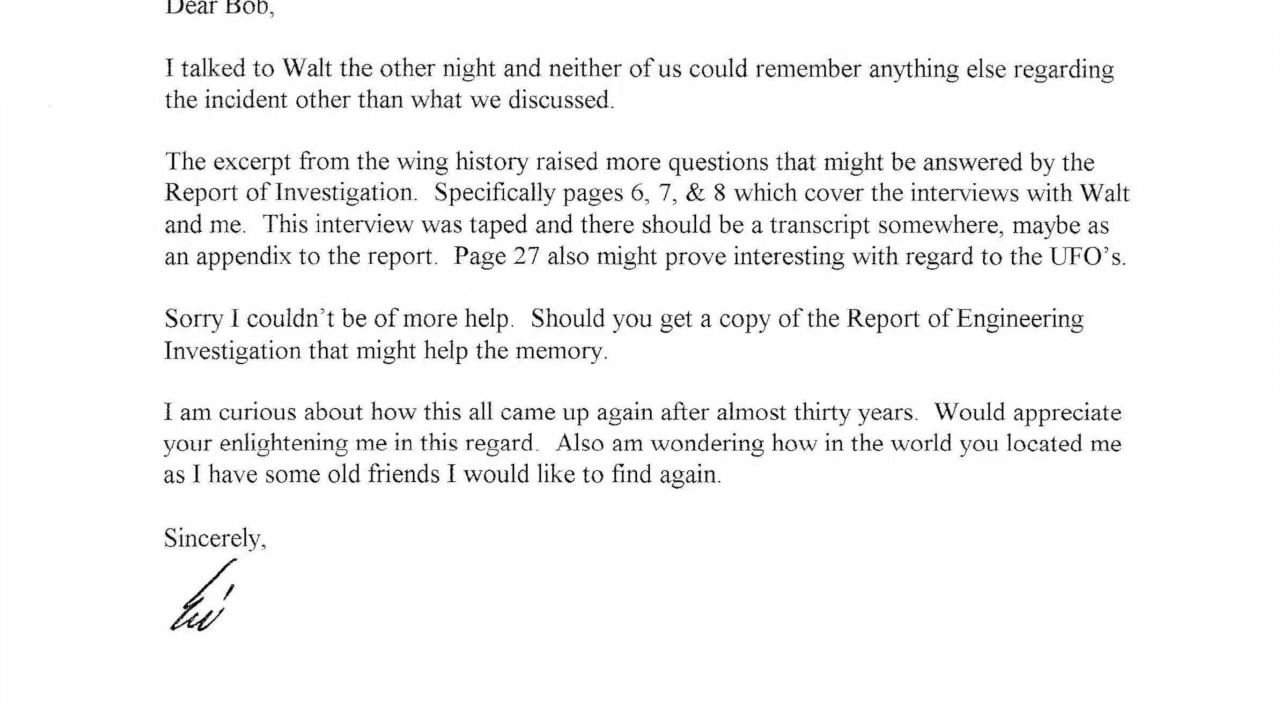 Dear Bob,
I talked to Walt the other night and neither of us could remember anything else regarding
the incident other than what we discussed.
The excerpt from the wing history raised more questions that might be answered by the
Report of Investigation. Specifically pages 6, 7, & 8 which cover the interviews with Walt
and me. This interview was taped and there should be a transcript somewhere, maybe as
an appendix to the report. Page 27 also might prove interesting with regard to the UFO's.
Sorry I couldn't be of more help. Should you get a copy of the Report of Engineering
Investigation that might help the memory.
I am curious about how this all came up again after almost thirty years. Would appreciate
your enlightening me in this regard. Also am wondering how in the world you located me
as I have some old friends I would like to find again.
Sincerely,